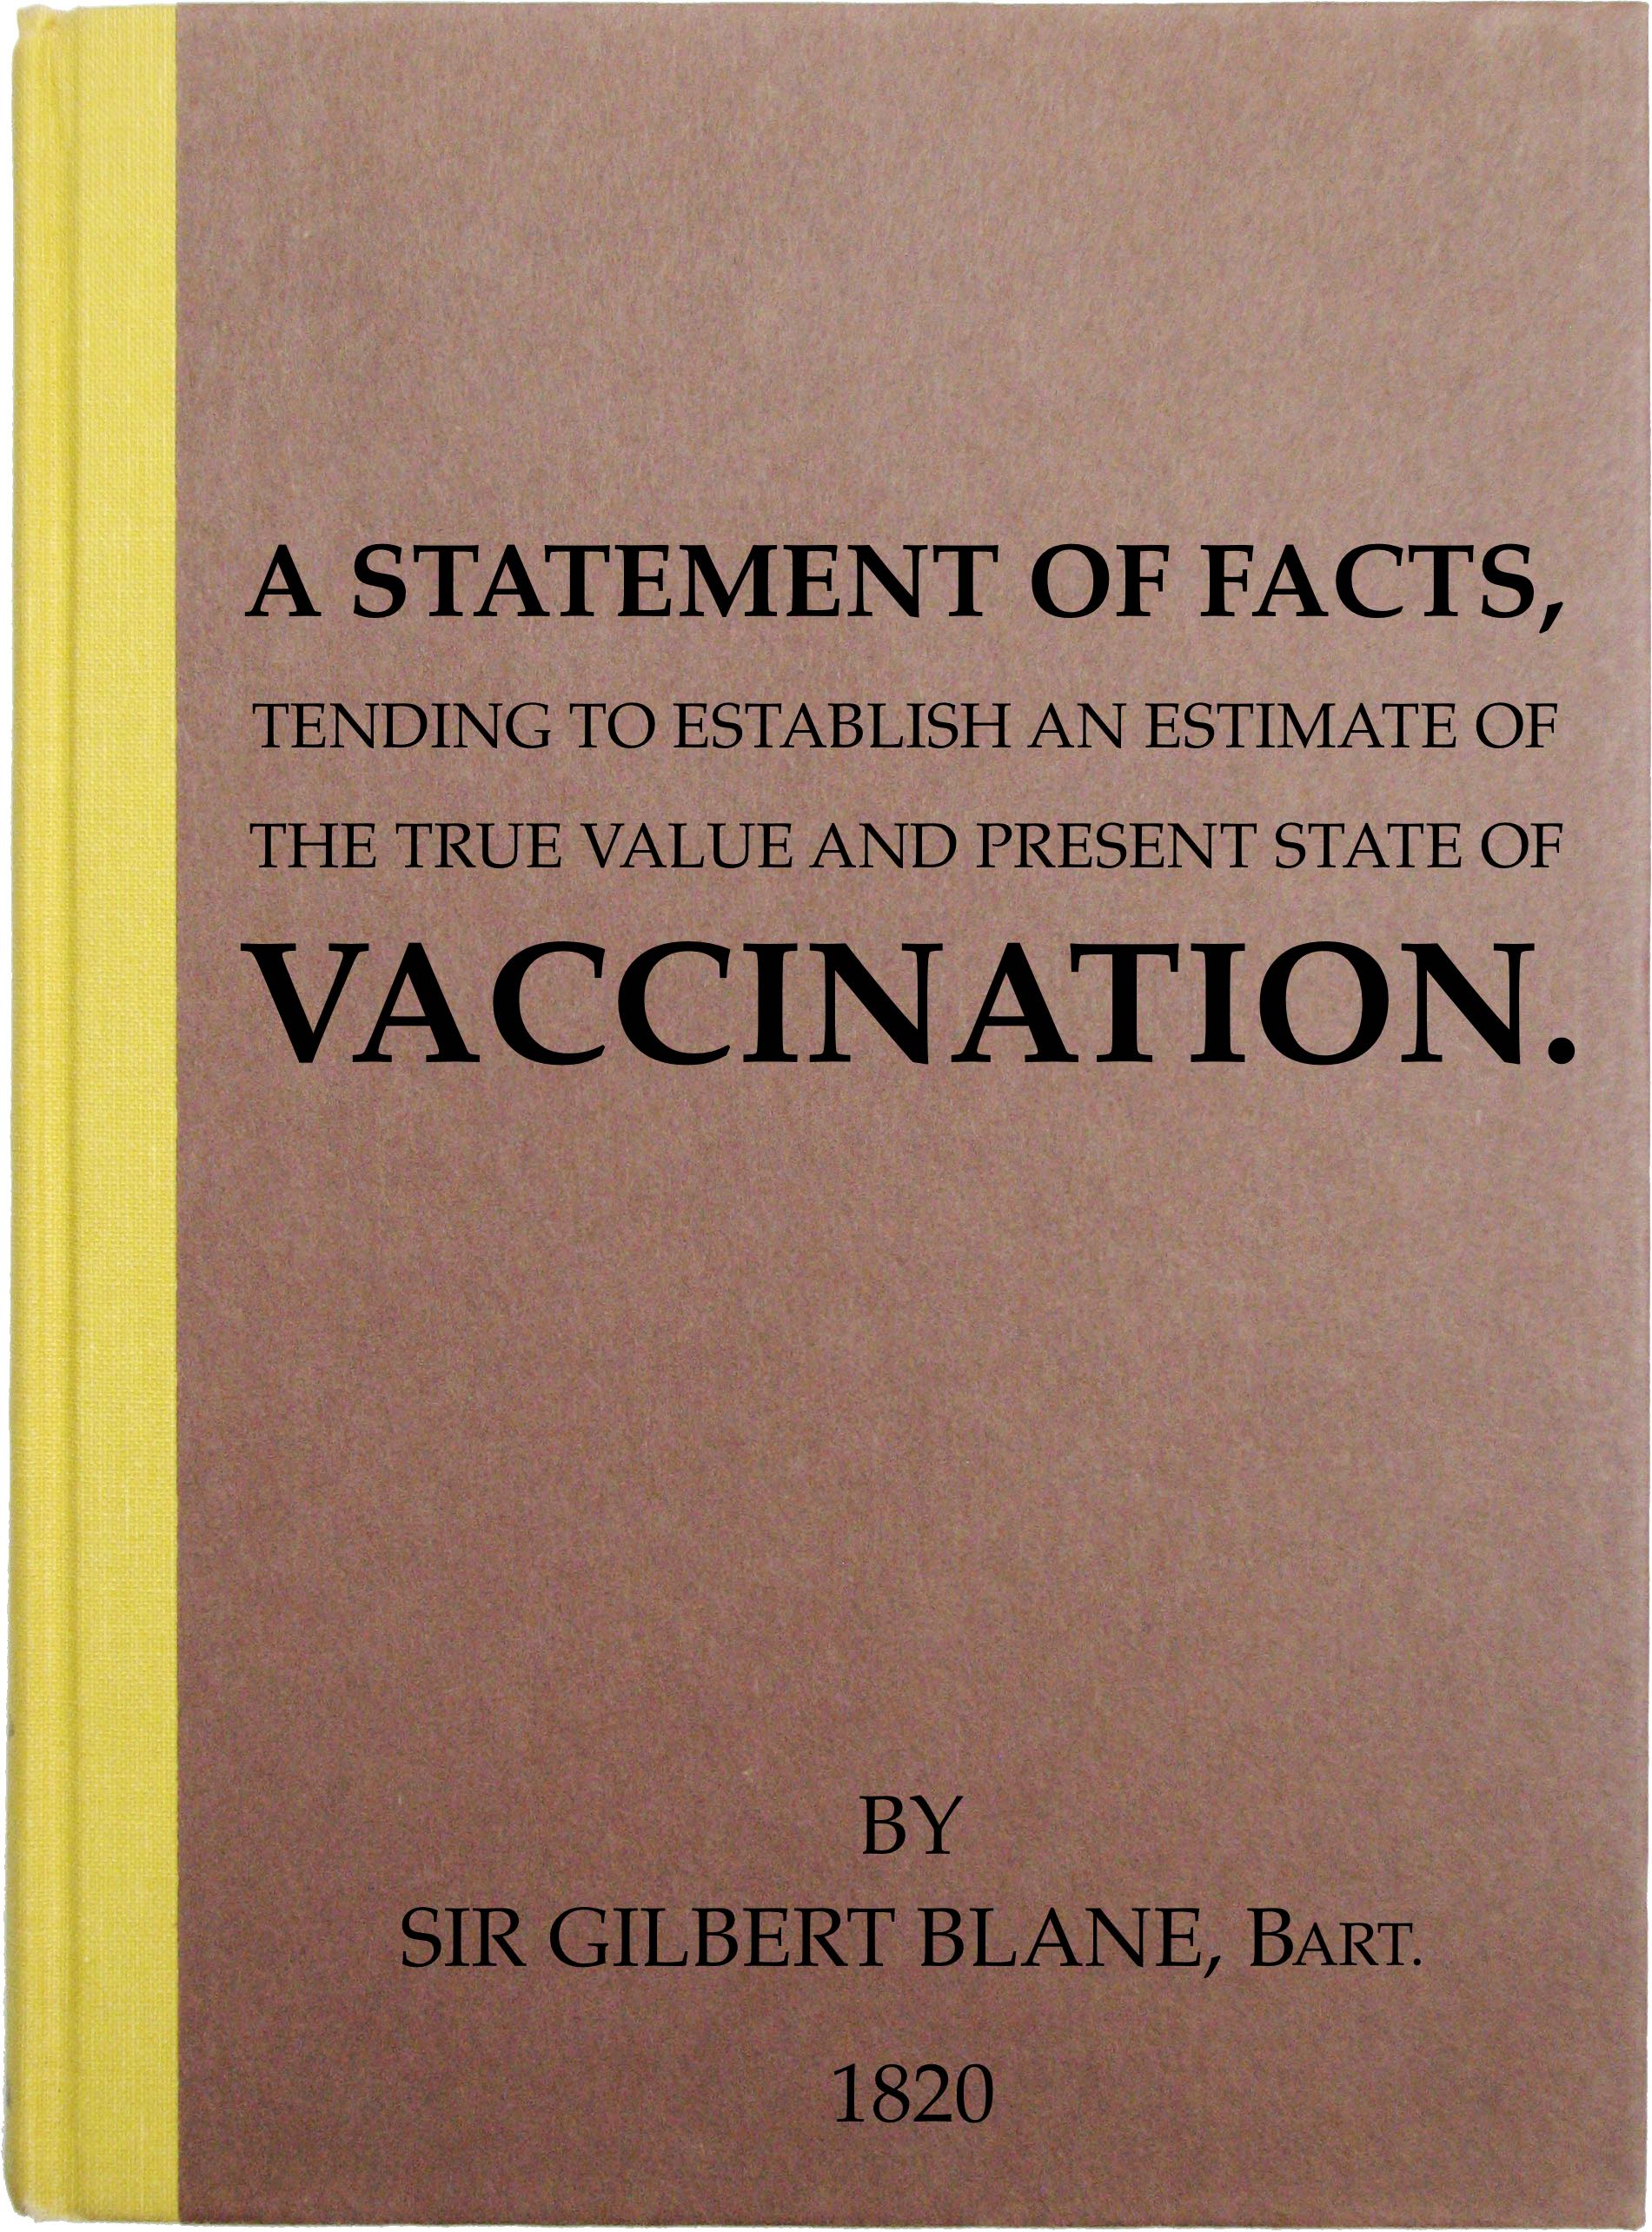 A STATEMENT OF FACTS,
TENDING TO ESTABLISH AN ESTIMATE OF
THE TRUE VALUE AND PRESENT STATE OF
VACCINATION.
BY
SIR GILBERT BLANE, BART.
1820